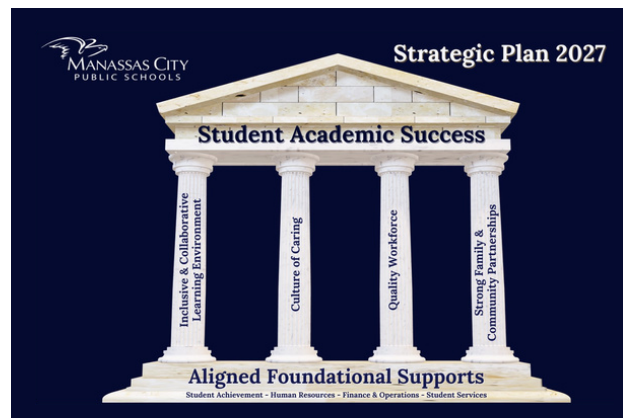 MANASSAS CITY
PUBLIC SCHOOLS
Strategic Plan 2027
Student Academic Success
Inclusive & Collaborative
Learning Environment
Culture of Caring
Quality Workforce
Strong Family &
Community Partnerships
Aligned Foundational Supports
Student Achievement - Human Resources - Finance & Operations - Student Services